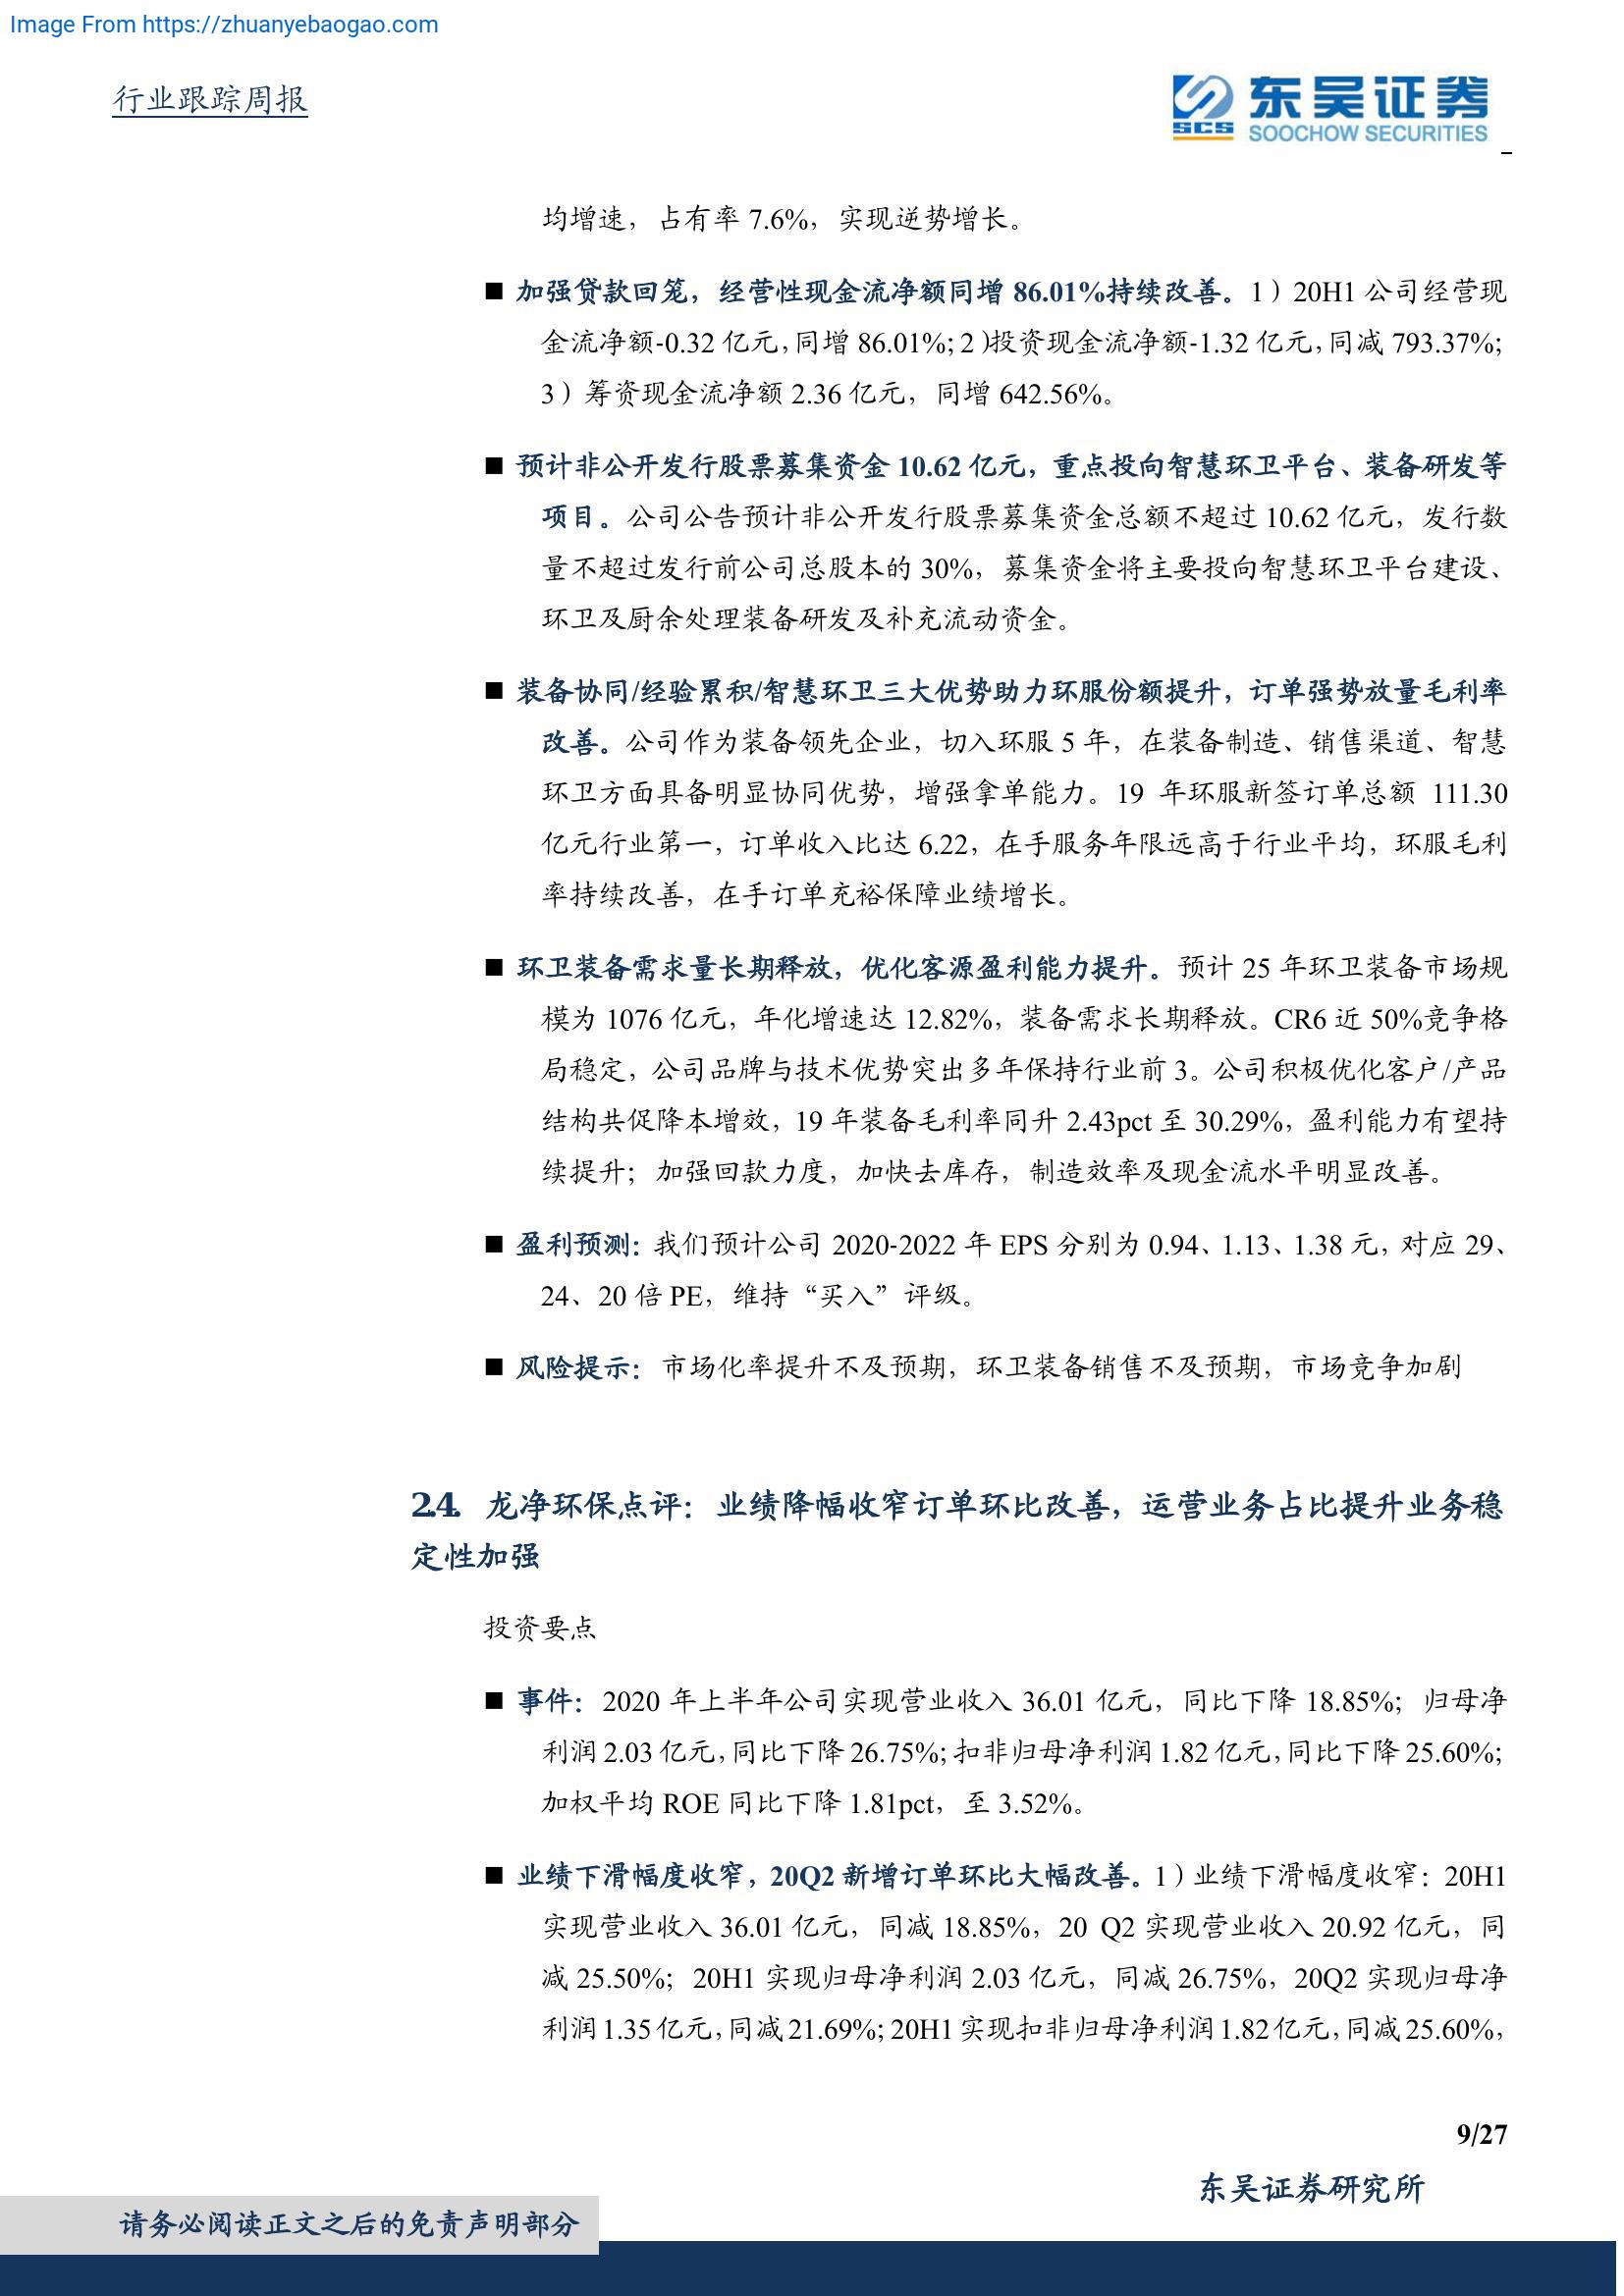 Image From https://zhuanyebaogao.com
行业跟踪周报
SCS 东吴证券
SOOCHOW SECURITIES
均增速，占有率 7.6%，实现逆势增长。
■ 加强贷款回笼，经营性现金流净额同增 86.01%持续改善。1）20H1 公司经营现
金流净额-0.32 亿元，同增 86.01%；2）投资现金流净额-1.32 亿元，同减 793.37%；
3）筹资现金流净额 2.36 亿元，同增 642.56%。
■ 预计非公开发行股票募集资金 10.62 亿元，重点投向智慧环卫平台、装备研发等
项目。公司公告预计非公开发行股票募集资金总额不超过 10.62 亿元，发行数
量不超过发行前公司总股本的 30%，募集资金将主要投向智慧环卫平台建设、
环卫及厨余处理装备研发及补充流动资金。
■ 装备协同/经验累积/智慧环卫三大优势助力环服份额提升，订单强势放量毛利率
改善。公司作为装备领先企业，切入环服 5 年，在装备制造、销售渠道、智慧
环卫方面具备明显协同优势，增强拿单能力。19 年环服新签订单总额 111.30
亿元行业第一，订单收入比达 6.22，在手服务年限远高于行业平均，环服毛利
率持续改善，在手订单充裕保障业绩增长。
■ 环卫装备需求量长期释放，优化客源盈利能力提升。预计 25 年环卫装备市场规
模为 1076 亿元，年化增速达 12.82%，装备需求长期释放。CR6 近 50%竞争格
局稳定，公司品牌与技术优势突出多年保持行业前 3。公司积极优化客户/产品
结构共促降本增效，19 年装备毛利率同升 2.43pct 至 30.29%，盈利能力有望持
续提升；加强回款力度，加快去库存，制造效率及现金流水平明显改善。
■ 盈利预测：我们预计公司 2020-2022 年 EPS 分别为 0.94、1.13、1.38 元，对应 29、
24、20 倍 PE，维持“买入”评级。
■ 风险提示：市场化率提升不及预期，环卫装备销售不及预期，市场竞争加剧
2.4. 龙净环保点评：业绩降幅收窄订单环比改善，运营业务占比提升业务稳
定性加强
投资要点
■ 事件：2020 年上半年公司实现营业收入 36.01 亿元，同比下降 18.85%；归母净
利润 2.03 亿元，同比下降 26.75%；扣非归母净利润 1.82 亿元，同比下降 25.60%；
加权平均 ROE 同比下降 1.81pct，至 3.52%。
■ 业绩下滑幅度收窄，20Q2 新增订单环比大幅改善。1）业绩下滑幅度收窄：20H1
实现营业收入 36.01 亿元，同减 18.85%，20 Q2 实现营业收入 20.92 亿元，同
减 25.50%；20H1 实现归母净利润 2.03 亿元，同减 26.75%，20Q2 实现归母净
利润 1.35 亿元，同减 21.69%；20H1 实现扣非归母净利润 1.82 亿元，同减 25.60%，
9/27
东吴证券研究所
请务必阅读正文之后的免责声明部分